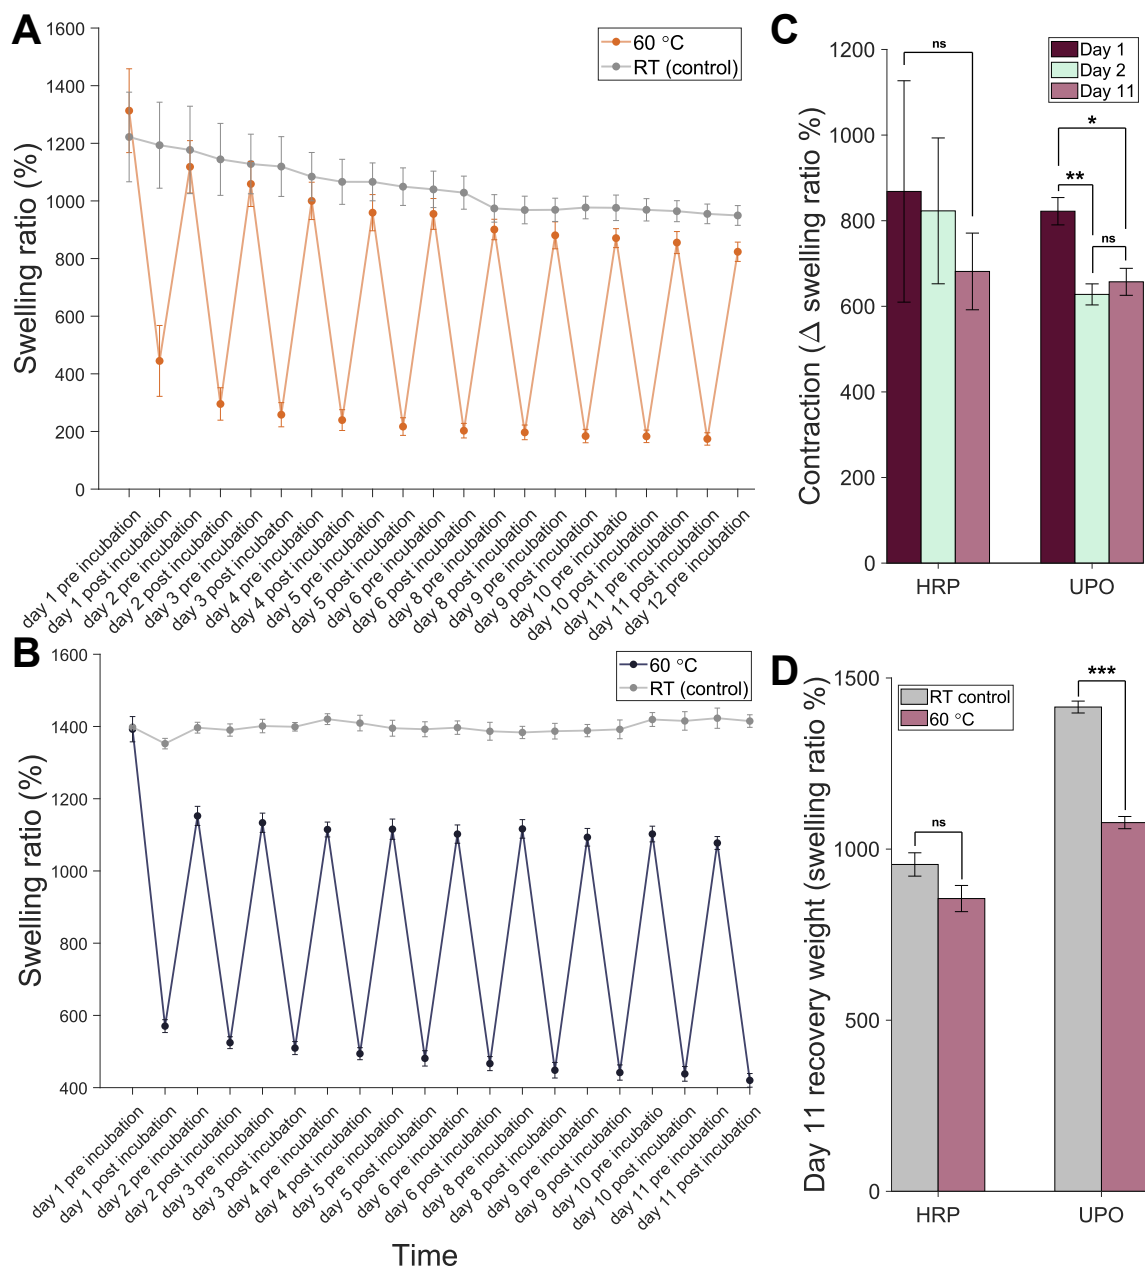 A
1600
1400
1200
1000
800
600
400
200
0
Swelling ratio (%)
60 °C
RT (control)
day 1 pre incubation
day 1 post incubation
day 2 pre incubation
day 2 post incubation
day 3 pre incubation
day 3 post incubaton
day 4 pre incubation
day 4 post incubation
day 5 pre incubation
day 5 post incubation
day 6 pre incubation
day 6 post incubation
day 8 pre incubation
day 8 post incubation
day 9 pre incubation
day 9 post incubation
day 10 pre incubatio
day 10 post incubation
day 11 pre incubation
day 11 post incubation
day 12 pre incubation
B
1600
1400
1200
1000
800
600
400
Swelling ratio (%)
60 °C
RT (control)
day 1 pre incubation
day 1 post incubation
day 2 pre incubation
day 2 post incubation
day 3 pre incubation
day 3 post incubation
day 4 pre incubation
day 4 post incubation
day 5 pre incubation
day 5 post incubation
day 6 pre incubation
day 6 post incubation
day 8 pre incubation
day 8 post incubation
day 9 pre incubation
day 9 post incubation
day 10 pre incubatio
day 10 post incubation
day 11 pre incubation
day 11 post incubation
Time
C
1200
1000
800
600
400
200
0
Contraction (Δ swelling ratio %)
Day 1
Day 2
Day 11
ns
*
**
ns
HRP
UPO
D
1500
1000
500
0
Day 11 recovery weight (swelling ratio %)
RT control
60 °C
ns
***
HRP
UPO